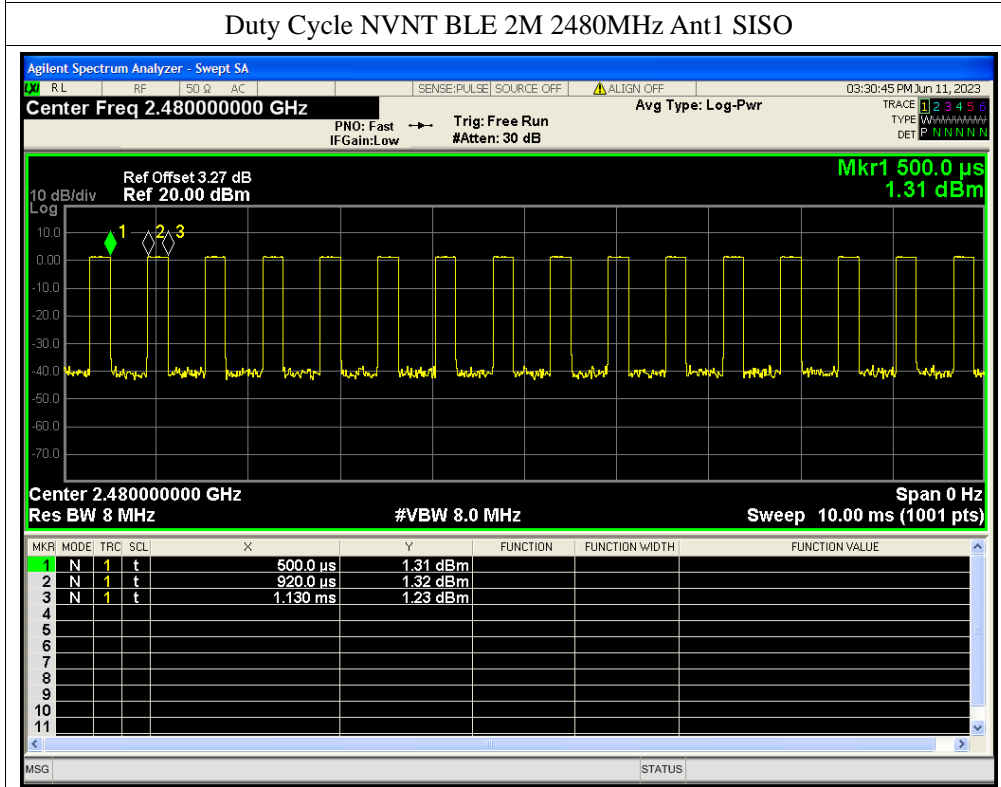 Duty Cycle NVNT BLE 2M 2480MHz Ant1 SISO
Agilent Spectrum Analyzer - Swept SA
LXI RL RF 50 Ω AC SENSE:PULSE SOURCE OFF ALIGN OFF 03:30:45 PM Jun 11, 2023
Center Freq 2.480000000 GHz Avg Type: Log-Pwr TRACE 1 2 3 4 5 6
PNO: Fast Trig: Free Run TYPE WWWWWW
IFGain:Low #Atten: 30 dB DET P N N N N N
Mkr1 500.0 µs
Ref Offset 3.27 dB
10 dB/div Ref 20.00 dBm 1.31 dBm
Log
10.0
1 2 3
0.00
-10.0
-20.0
-30.0
-40.0
-50.0
-60.0
-70.0
Center 2.480000000 GHz Span 0 Hz
Res BW 8 MHz #VBW 8.0 MHz Sweep 10.00 ms (1001 pts)
MKR MODE TRC SCL X Y FUNCTION FUNCTION WIDTH FUNCTION VALUE
1 N 1 t 500.0 µs 1.31 dBm
2 N 1 t 920.0 µs 1.32 dBm
3 N 1 t 1.130 ms 1.23 dBm
4
5
6
7
8
9
10
11
MSG STATUS